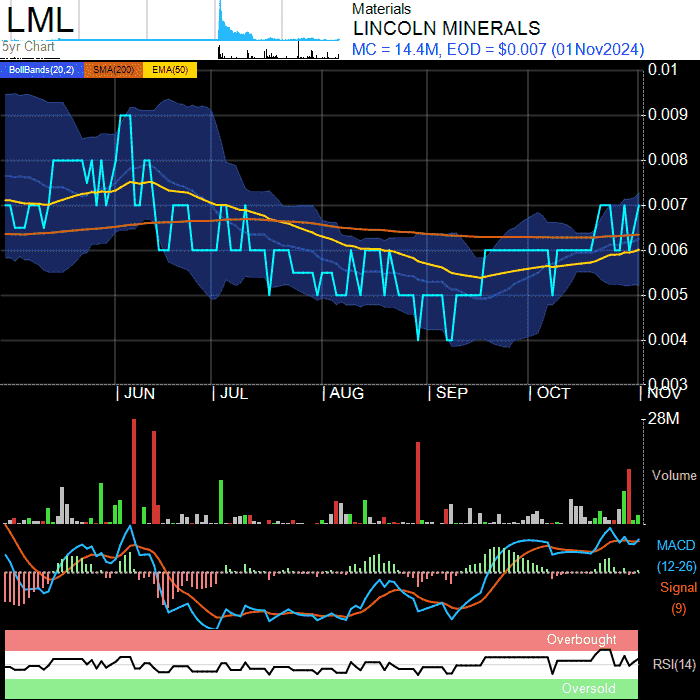 LML
5yr Chart
Materials
LINCOLN MINERALS
MC = 14.4M, EOD = $0.007 (01Nov2024)
BollBands(20,2) SMA(200) EMA(50)
0.01
0.009
0.008
0.007
0.006
0.005
0.004
0.003
JUN JUL AUG SEP OCT NOV
28M
Volume
MACD
(12-26)
Signal
(9)
Overbought
RSI(14)
Oversold